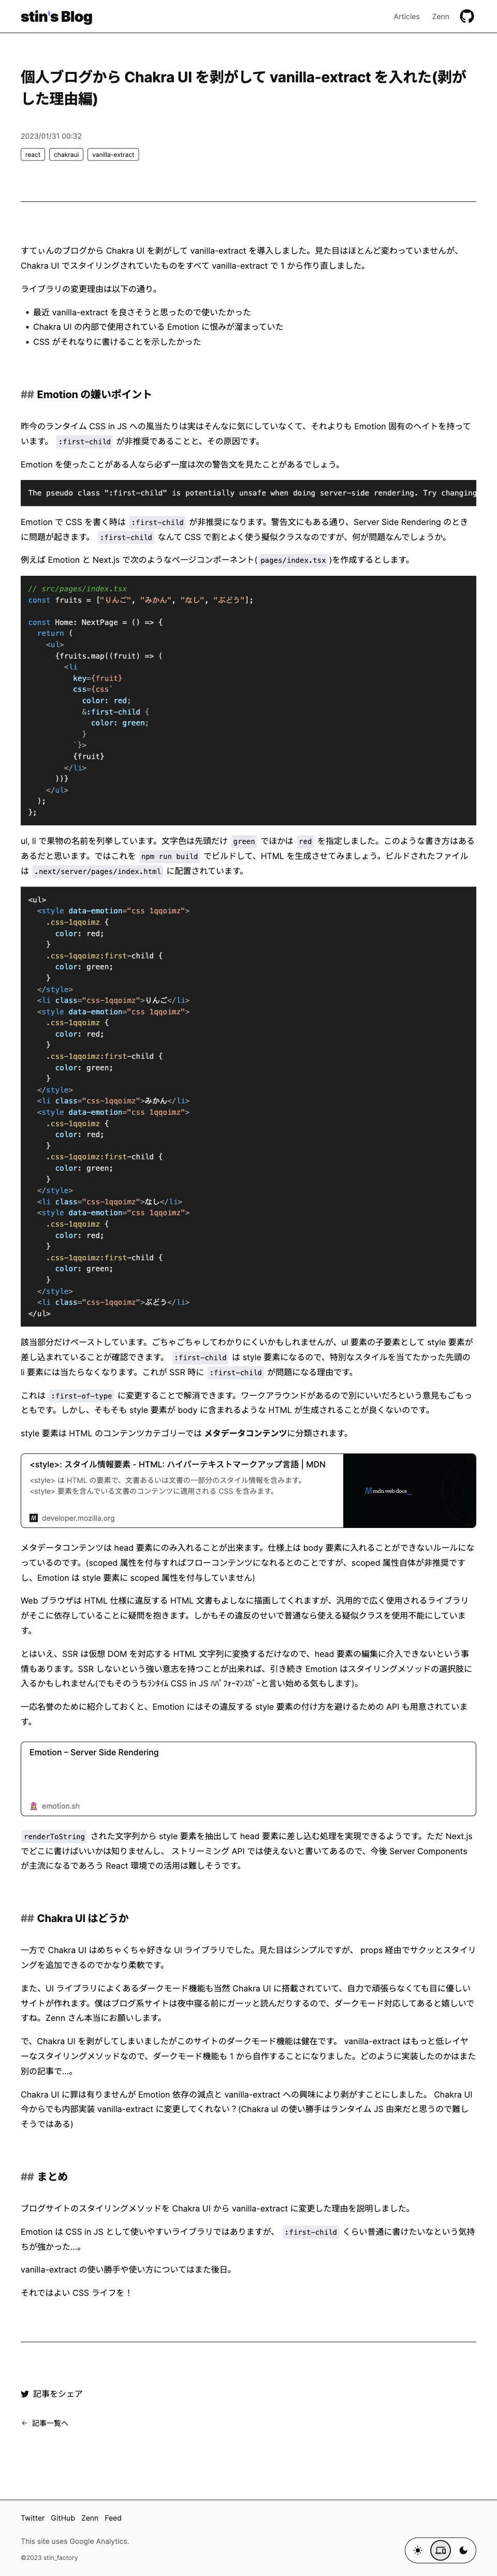 stin's Blog
Articles Zenn
個人ブログから Chakra UI を剥がして vanilla-extract を入れた(剥が
した理由編)
2023/01/31 00:32
react chakraui vanilla-extract
すてぃんのブログから Chakra UI を剥がして vanilla-extract を導入しました。見た目はほとんど変わっていませんが、
Chakra UI でスタイリングされていたものをすべて vanilla-extract で 1 から作り直しました。
ライブラリの変更理由は以下の通り。
• 最近 vanilla-extract を良さそうと思ったので使いたかった
• Chakra UI の内部で使用されている Emotion に恨みが溜まっていた
• CSS がそれなりに書けることを示したかった
## Emotion の嫌いポイント
昨今のランタイム CSS in JS への風当たりは実はそんなに気にしていなくて、それよりも Emotion 固有のヘイトを持って
います。 :first-child が非推奨であることと、その原因です。
Emotion を使ったことがある人なら必ず一度は次の警告文を見たことがあるでしょう。
The pseudo class ":first-child" is potentially unsafe when doing server-side rendering. Try changing
Emotion で CSS を書く時は :first-child が非推奨になります。警告文にもある通り、Server Side Rendering のとき
に問題が起きます。 :first-child なんて CSS で割とよく使う擬似クラスなのですが、何が問題なんでしょうか。
例えば Emotion と Next.js で次のようなページコンポーネント( pages/index.tsx )を作成するとします。
// src/pages/index.tsx
const fruits = ["りんご", "みかん", "なし", "ぶどう"];
const Home: NextPage = () => {
return (
<ul>
{fruits.map((fruit) => (
<li
key={fruit}
css={css`
color: red;
&:first-child {
color: green;
}
`}>
{fruit}
</li>
))}
</ul>
);
};
ul, li で果物の名前を列挙しています。文字色は先頭だけ green でほかは red を指定しました。このような書き方はある
あるだと思います。ではこれを npm run build でビルドして、HTML を生成させてみましょう。ビルドされたファイル
は .next/server/pages/index.html に配置されています。
<ul>
<style data-emotion="css 1qqoimz">
.css-1qqoimz {
color: red;
}
.css-1qqoimz:first-child {
color: green;
}
</style>
<li class="css-1qqoimz">りんご</li>
<style data-emotion="css 1qqoimz">
.css-1qqoimz {
color: red;
}
.css-1qqoimz:first-child {
color: green;
}
</style>
<li class="css-1qqoimz">みかん</li>
<style data-emotion="css 1qqoimz">
.css-1qqoimz {
color: red;
}
.css-1qqoimz:first-child {
color: green;
}
</style>
<li class="css-1qqoimz">なし</li>
<style data-emotion="css 1qqoimz">
.css-1qqoimz {
color: red;
}
.css-1qqoimz:first-child {
color: green;
}
</style>
<li class="css-1qqoimz">ぶどう</li>
</ul>
該当部分だけペーストしています。ごちゃごちゃしてわかりにくいかもしれませんが、ul 要素の子要素として style 要素が
差し込まれていることが確認できます。 :first-child は style 要素になるので、特別なスタイルを当てたかった先頭の
li 要素には当たらなくなります。これが SSR 時に :first-child が問題になる理由です。
これは :first-of-type に変更することで解消できます。ワークアラウンドがあるので別にいいだろという意見もごもっ
ともです。しかし、そもそも style 要素が body に含まれるような HTML が生成されることが良くないのです。
style 要素は HTML のコンテンツカテゴリーでは メタデータコンテンツに分類されます。
<style>: スタイル情報要素 - HTML: ハイパーテキストマークアップ言語 | MDN
<style> は HTML の要素で、文書あるいは文書の一部分のスタイル情報を含みます。
<style> 要素を含んでいる文書のコンテンツに適用される CSS を含みます。
mdn web docs_
developer.mozilla.org
メタデータコンテンツは head 要素にのみ入れることが出来ます。仕様上は body 要素に入れることができないルールにな
っているのです。(scoped 属性を付与すればフローコンテンツになれるとのことですが、scoped 属性自体が非推奨です
し、Emotion は style 要素に scoped 属性を付与していません)
Web ブラウザは HTML 仕様に違反する HTML 文書もよしなに描画してくれますが、汎用的で広く使用されるライブラリ
がそこに依存していることに疑問を抱きます。しかもその違反のせいで普通なら使える疑似クラスを使用不能にしていま
す。
とはいえ、SSR は仮想 DOM を対応する HTML 文字列に変換するだけなので、head 要素の編集に介入できないという事
情もあります。SSR しないという強い意志を持つことが出来れば、引き続き Emotion はスタイリングメソッドの選択肢に
入るかもしれません(でもそのうちﾗﾝﾀｲﾑ CSS in JS ﾊﾊﾟﾌｫｰﾏﾝｽｶﾞｰと言い始める気もします)。
一応名誉のために紹介しておくと、Emotion にはその違反する style 要素の付け方を避けるための API も用意されていま
す。
Emotion – Server Side Rendering
emotion.sh
renderToString された文字列から style 要素を抽出して head 要素に差し込む処理を実現できるようです。ただ Next.js
でどこに書けばいいかは知りませんし、 ストリーミング API では使えないと書いてあるので、今後 Server Components
が主流になるであろう React 環境での活用は難しそうです。
## Chakra UI はどうか
一方で Chakra UI はめちゃくちゃ好きな UI ライブラリでした。見た目はシンプルですが、 props 経由でサクッとスタイリ
ングを追加できるのでかなり柔軟です。
また、UI ライブラリによくあるダークモード機能も当然 Chakra UI に搭載されていて、自力で頑張らなくても目に優しい
サイトが作れます。僕はブログ系サイトは夜中寝る前にガーッと読んだりするので、ダークモード対応してあると嬉しいで
すね。Zenn さん本当にお願いします。
で、Chakra UI を剥がしてしまいましたがこのサイトのダークモード機能は健在です。 vanilla-extract はもっと低レイヤ
ーなスタイリングメソッドなので、ダークモード機能も 1 から自作することになりました。どのように実装したのかはまた
別の記事で…。
Chakra UI に罪は有りませんが Emotion 依存の減点と vanilla-extract への興味により剥がすことにしました。 Chakra UI
今からでも内部実装 vanilla-extract に変更してくれない？(Chakra uI の使い勝手はランタイム JS 由来だと思うので難し
そうではある)
## まとめ
ブログサイトのスタイリングメソッドを Chakra UI から vanilla-extract に変更した理由を説明しました。
Emotion は CSS in JS として使いやすいライブラリではありますが、 :first-child くらい普通に書けたいなという気持
ちが強かった…。
vanilla-extract の使い勝手や使い方についてはまた後日。
それではよい CSS ライフを！
記事をシェア
← 記事一覧へ
Twitter GitHub Zenn Feed
This site uses Google Analytics.
©2023 stin_factory